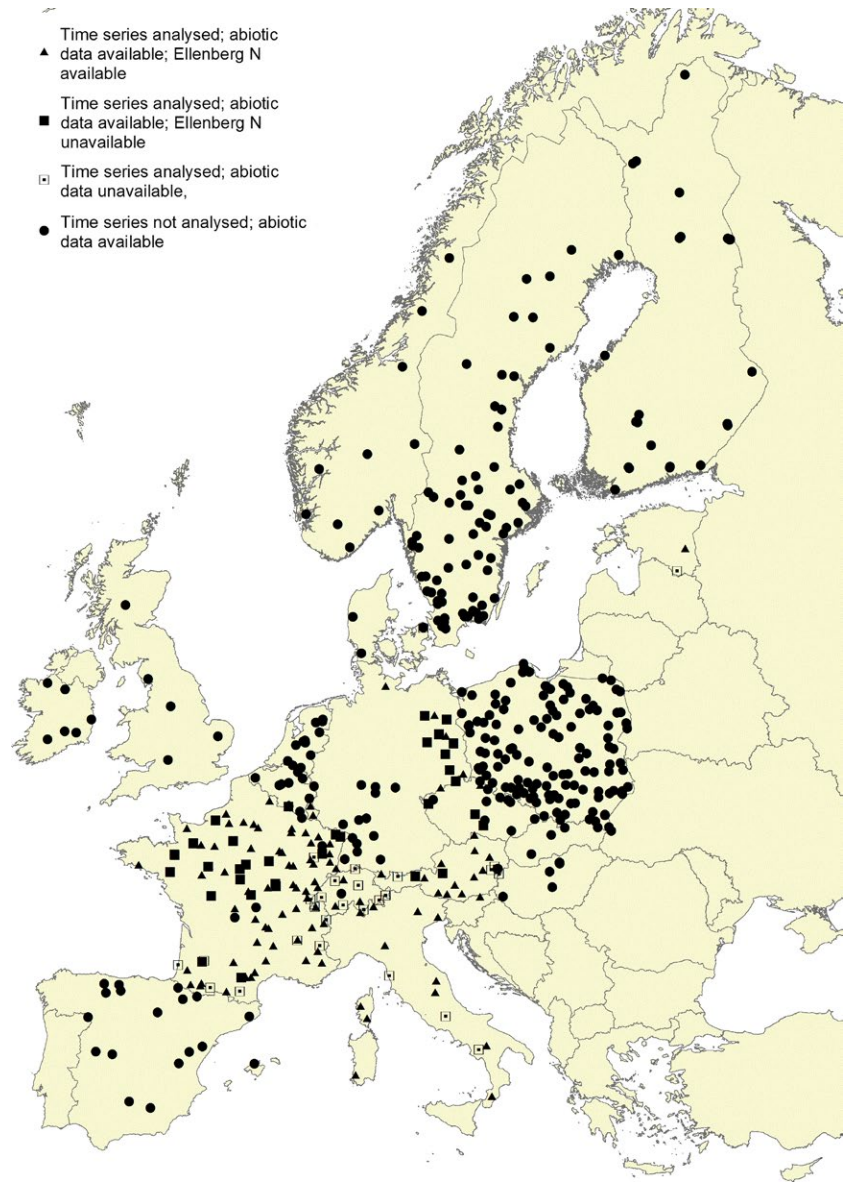 Time series analysed; abiotic
data available; Ellenberg N
available
Time series analysed; abiotic
data available; Ellenberg N
unavailable
Time series analysed; abiotic
data unavailable,
Time series not analysed; abiotic
data available